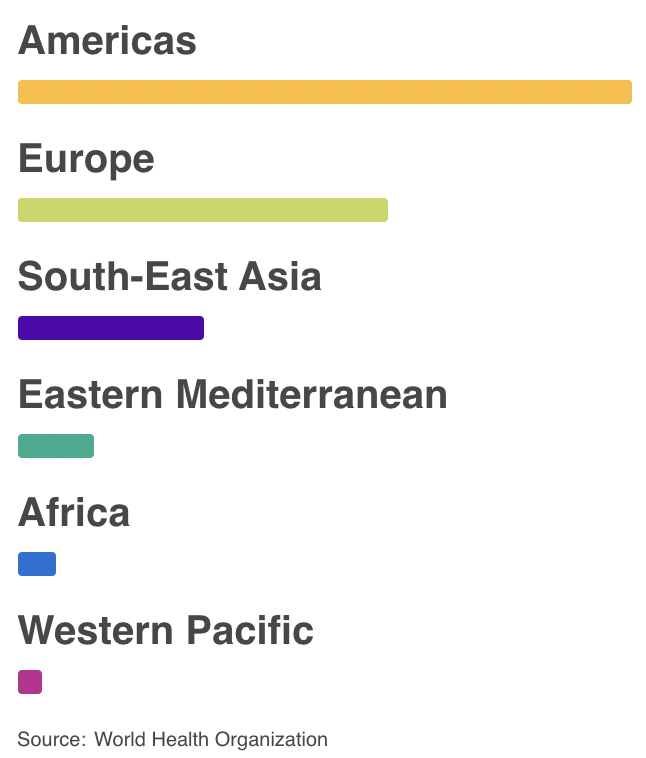 Americas
Europe
South-East Asia
Eastern Mediterranean
Africa
Western Pacific
Source: World Health Organization